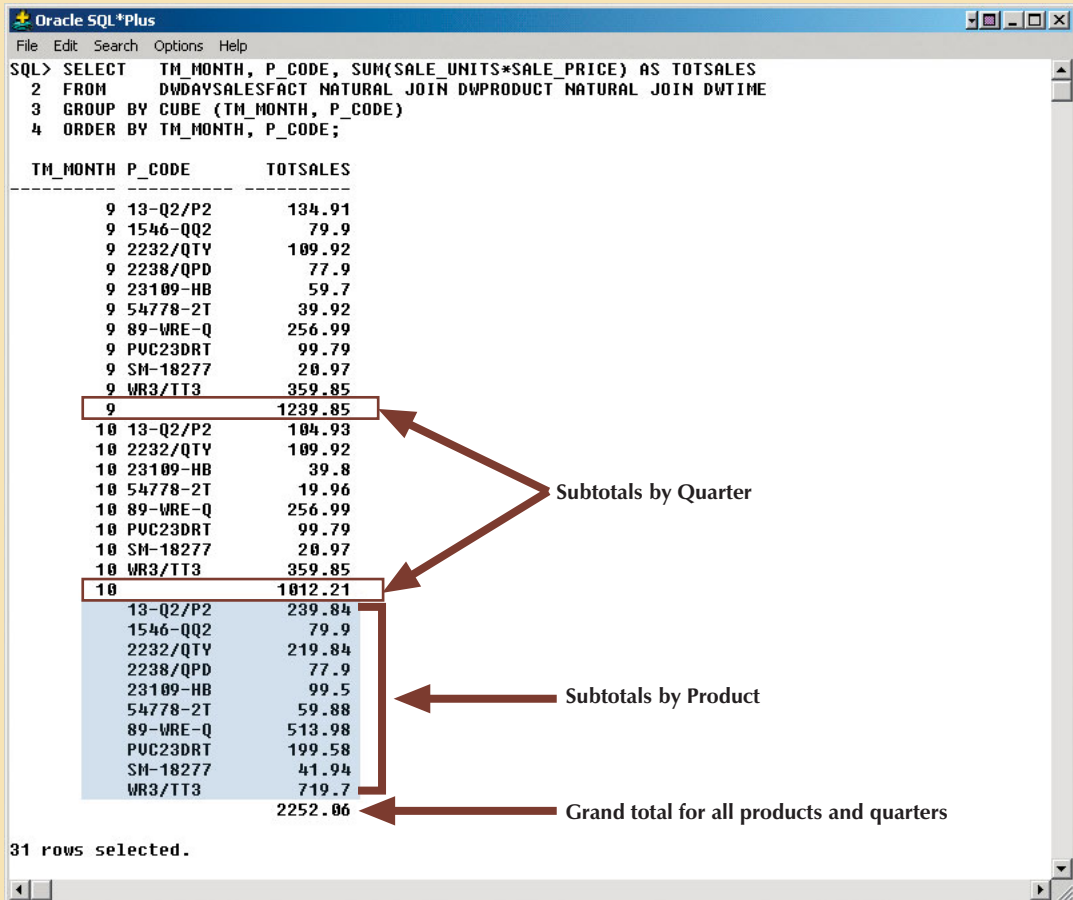 Oracle SQL*Plus
File Edit Search Options Help
SQL> SELECT TM_MONTH, P_CODE, SUM(SALE_UNITS*SALE_PRICE) AS TOTSALES
2 FROM DWDAYSALESFACT NATURAL JOIN DWPRODUCT NATURAL JOIN DWTIME
3 GROUP BY CUBE (TM_MONTH, P_CODE)
4 ORDER BY TM_MONTH, P_CODE;
TM_MONTH P_CODE TOTSALES
---------- ---------- ----------
9 13-Q2/P2 134.91
9 1546-QQ2 79.9
9 2232/QTY 109.92
9 2238/QPD 77.9
9 23109-HB 59.7
9 54778-2T 39.92
9 89-WRE-Q 256.99
9 PVC23DRT 99.79
9 SM-18277 20.97
9 WR3/TT3 359.85
9 1239.85
10 13-Q2/P2 104.93
10 2232/QTY 109.92
10 23109-HB 39.8
10 54778-2T 19.96
10 89-WRE-Q 256.99
10 PVC23DRT 99.79
10 SM-18277 20.97
10 WR3/TT3 359.85
10 1012.21
Subtotals by Quarter
13-Q2/P2 239.84
1546-QQ2 79.9
2232/QTY 219.84
2238/QPD 77.9
23109-HB 99.5
54778-2T 59.88
89-WRE-Q 513.98
PVC23DRT 199.58
SM-18277 41.94
WR3/TT3 719.7
Subtotals by Product
2252.06
Grand total for all products and quarters
31 rows selected.